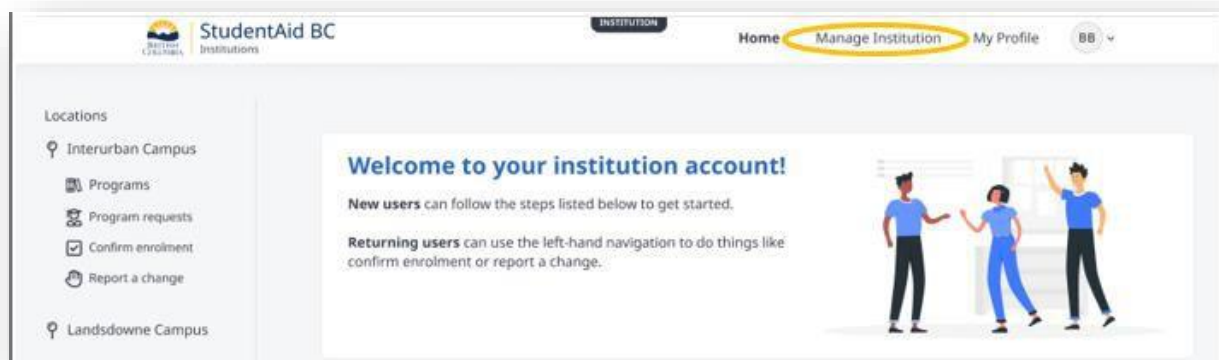 StudentAid BC
Institutions
BRITISH
COLUMBIA
INSTITUTION
Home
Manage Institution
My Profile
BB
Locations
Interurban Campus
Programs
Program requests
Confirm enrolment
Report a change
Landsdowne Campus
Welcome to your institution account!
New users can follow the steps listed below to get started.
Returning users can use the left-hand navigation to do things like
confirm enrolment or report a change.